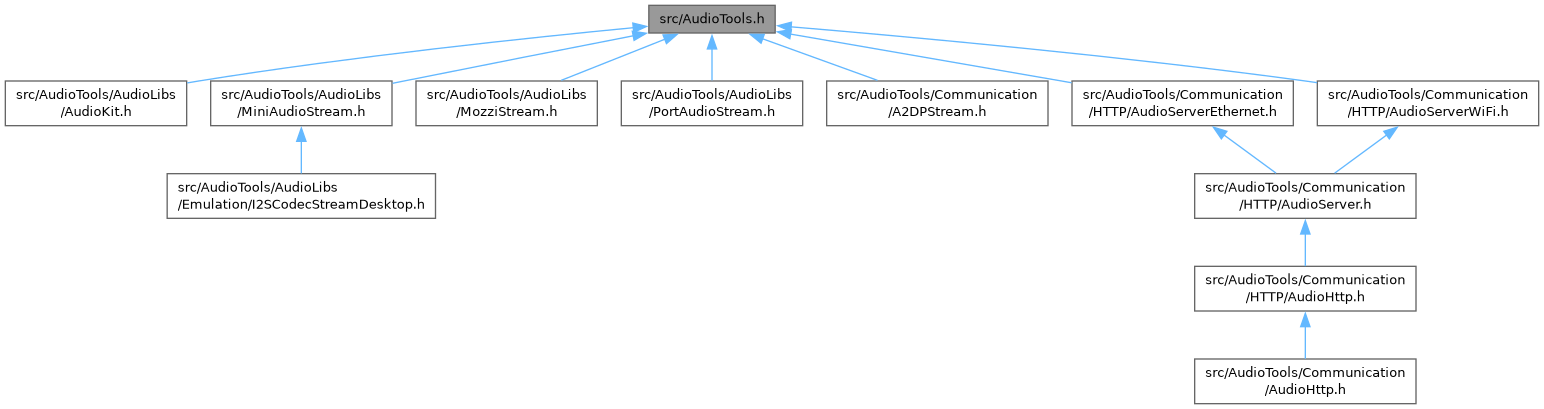 src/AudioTools.h
src/AudioTools/AudioLibs
/AudioKit.h
src/AudioTools/AudioLibs
/MiniAudioStream.h
src/AudioTools/AudioLibs
/MozziStream.h
src/AudioTools/AudioLibs
/PortAudioStream.h
src/AudioTools/Communication
/A2DPStream.h
src/AudioTools/Communication
/HTTP/AudioServerEthernet.h
src/AudioTools/Communication
/HTTP/AudioServerWiFi.h
src/AudioTools/AudioLibs
/Emulation/I2SCodecStreamDesktop.h
src/AudioTools/Communication
/HTTP/AudioServer.h
src/AudioTools/Communication
/HTTP/AudioHttp.h
src/AudioTools/Communication
/AudioHttp.h